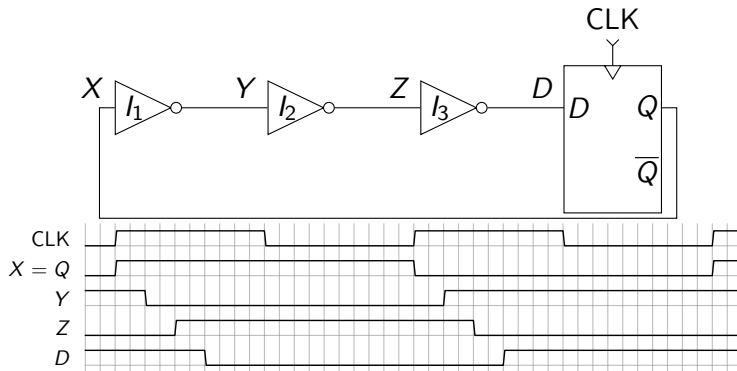 CLK
X I₁ Y I₂ Z I₃ D D Q
Q̅
CLK
X = Q
Y
Z
D